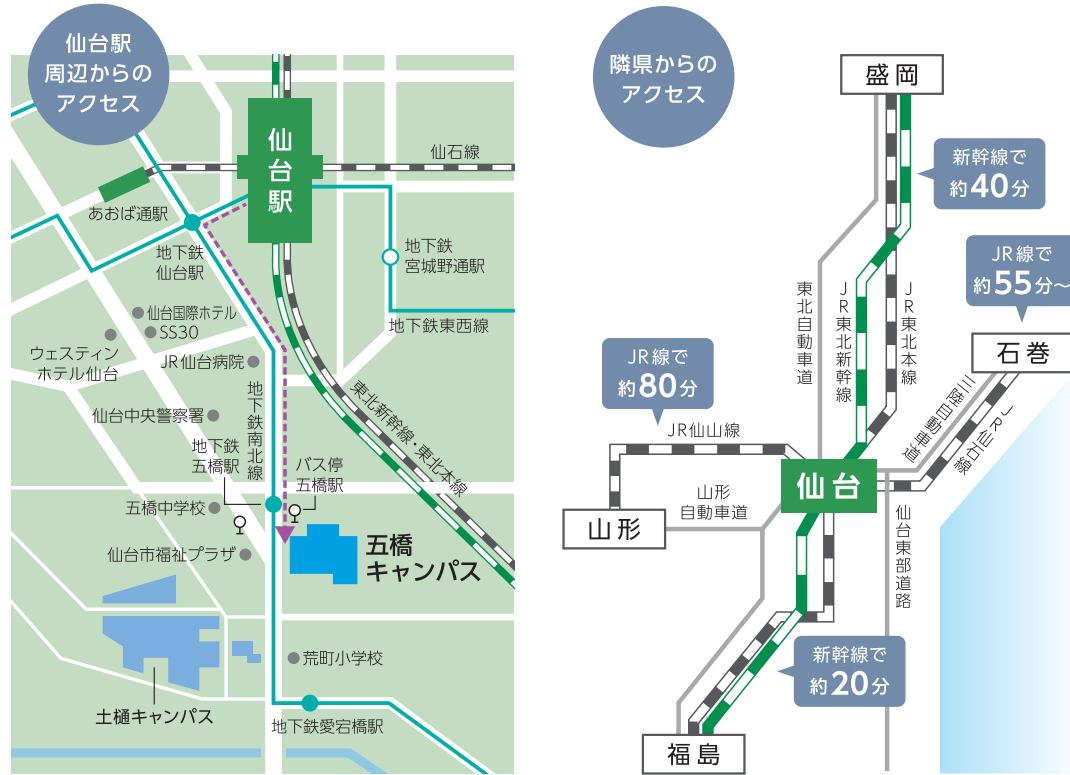 仙台駅
周辺からの
アクセス
仙台駅
仙石線
あおば通駅
地下鉄
仙台駅
地下鉄
宮城野通駅
地下鉄東西線
仙台国際ホテル
SS30
ウェスティン
ホテル仙台
JR仙台病院
地下鉄南北線
東北新幹線・東北本線
仙台中央警察署
地下鉄
五橋駅
バス停
五橋駅
五橋中学校
仙台市福祉プラザ
五橋
キャンパス
荒町小学校
土樋キャンパス
地下鉄愛宕橋駅
隣県からの
アクセス
盛岡
新幹線で
約40分
JR線で
約55分~
石巻
東北自動車道
JR東北新幹線
JR東北本線
三陸自動車道
JR仙石線
JR線で
約80分
JR仙山線
仙台
山形
自動車道
山形
仙台東部道路
新幹線で
約20分
福島